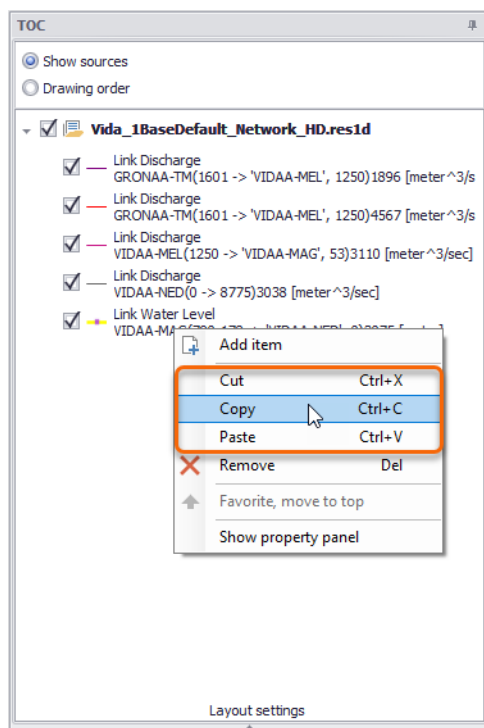 TOC
Show sources
Drawing order
Vida_1BaseDefault_Network_HD.res1d
Link Discharge
GRONAA-TM(1601 -> 'VIDAA-MEL', 1250)1896 [meter^3/s
Link Discharge
GRONAA-TM(1601 -> 'VIDAA-MEL', 1250)4567 [meter^3/s
Link Discharge
VIDAA-MEL(1250 -> 'VIDAA-MAG', 53)3110 [meter^3/sec]
Link Discharge
VIDAA-NED(0 -> 8775)3038 [meter^3/sec]
Link Water Level
Add item
Cut Ctrl+X
Copy Ctrl+C
Paste Ctrl+V
Remove Del
Favorite, move to top
Show property panel
Layout settings